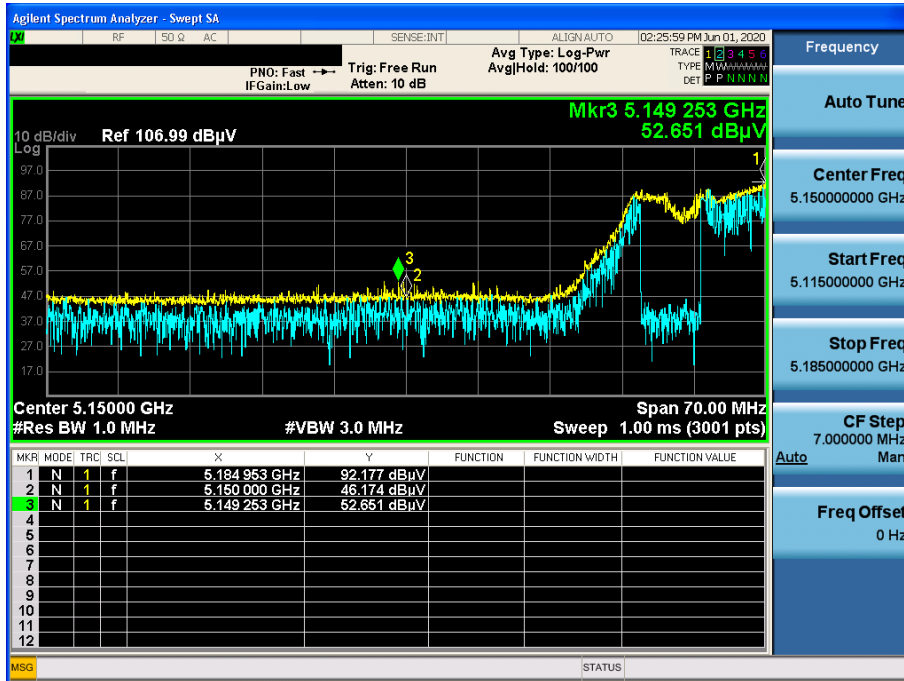 Agilent Spectrum Analyzer - Swept SA
LXI RF 50 Ω AC SENSE:INT ALIGN AUTO 02:25:59 PM Jun 01, 2020
PNO: Fast Trig: Free Run Avg Type: Log-Pwr TRACE 1 2 3 4 5 6
IFGain:Low Atten: 10 dB Avg|Hold: 100/100 TYPE M W W W W W
DET P P N N N N
Frequency
Auto Tune
Center Freq
5.150000000 GHz
Start Freq
5.115000000 GHz
Stop Freq
5.185000000 GHz
CF Step
7.000000 MHz
Auto Man
Freq Offset
0 Hz
Mkr3 5.149 253 GHz
52.651 dBµV
10 dB/div Ref 106.99 dBµV
Log
97.0
87.0
77.0
67.0
57.0
47.0
37.0
27.0
17.0
1
3
2
Center 5.15000 GHz Span 70.00 MHz
#Res BW 1.0 MHz #VBW 3.0 MHz Sweep 1.00 ms (3001 pts)
MKR MODE TRC SCL X Y FUNCTION FUNCTION WIDTH FUNCTION VALUE
1 N 1 f 5.184 953 GHz 92.177 dBµV
2 N 1 f 5.150 000 GHz 46.174 dBµV
3 N 1 f 5.149 253 GHz 52.651 dBµV
4
5
6
7
8
9
10
11
12
MSG STATUS